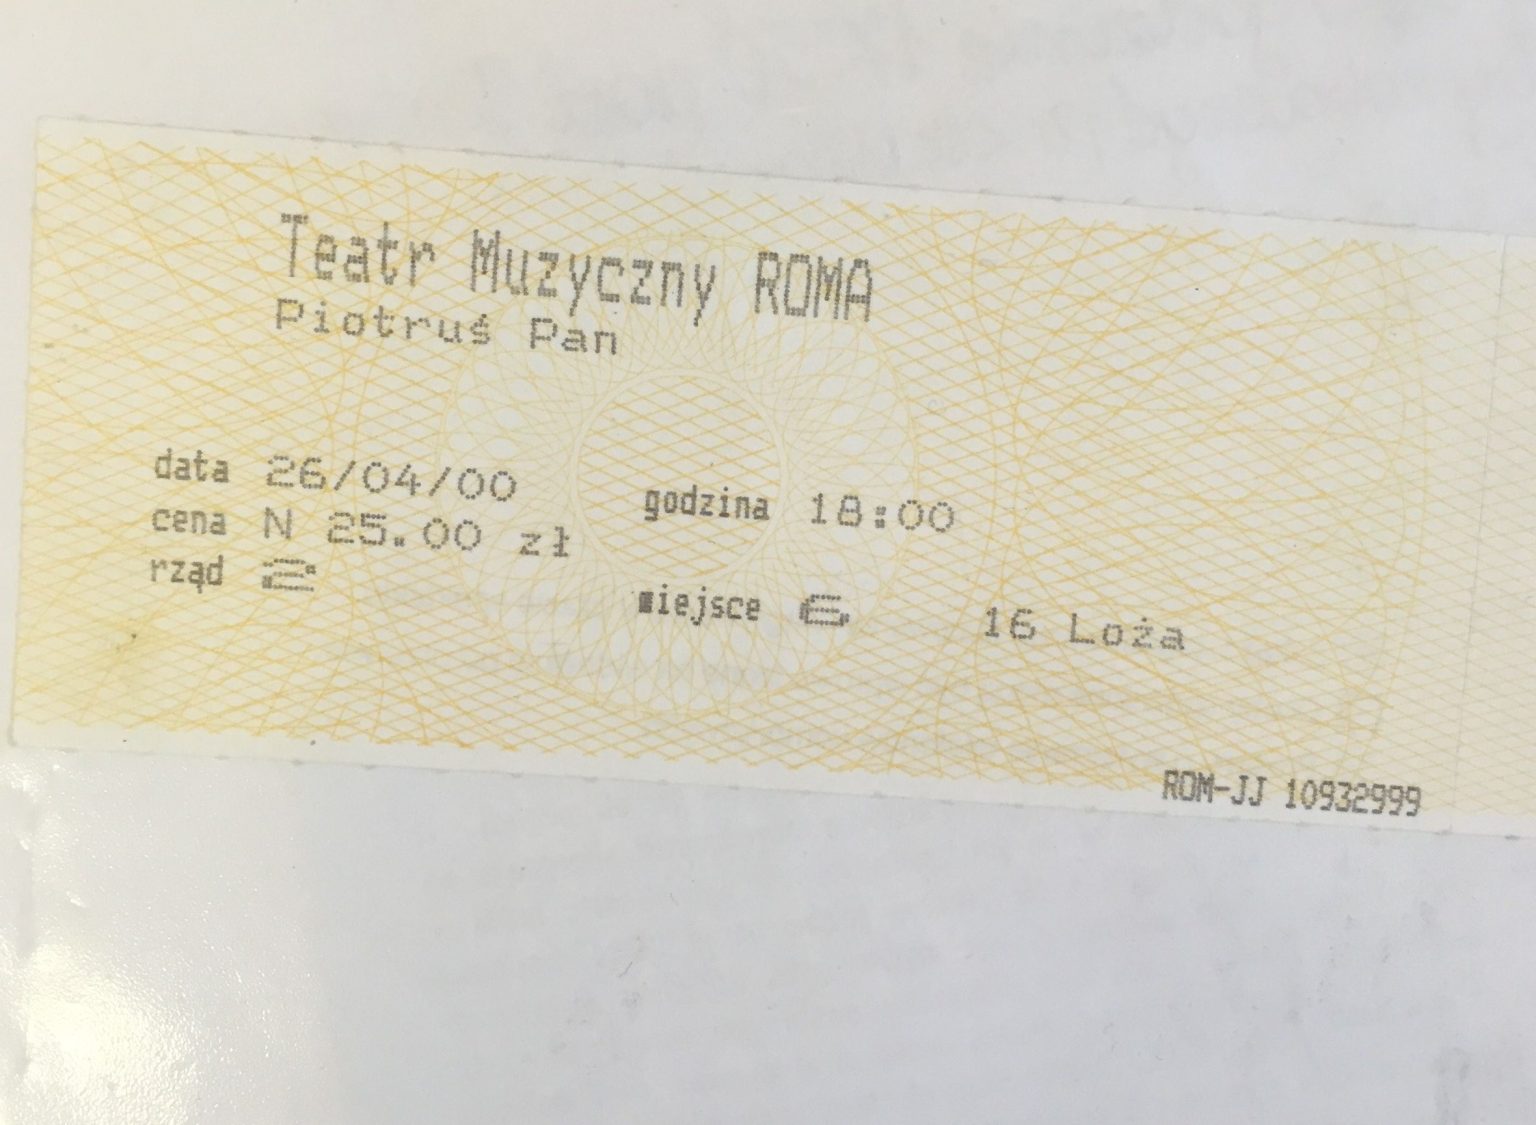 Teatr Muzyczny ROMA
Piotruś Pan
data 26/04/00 godzina 18:00
cena N 25.00 zł
rząd 2 miejsce 6 16 Loża
ROM-JJ 10932999